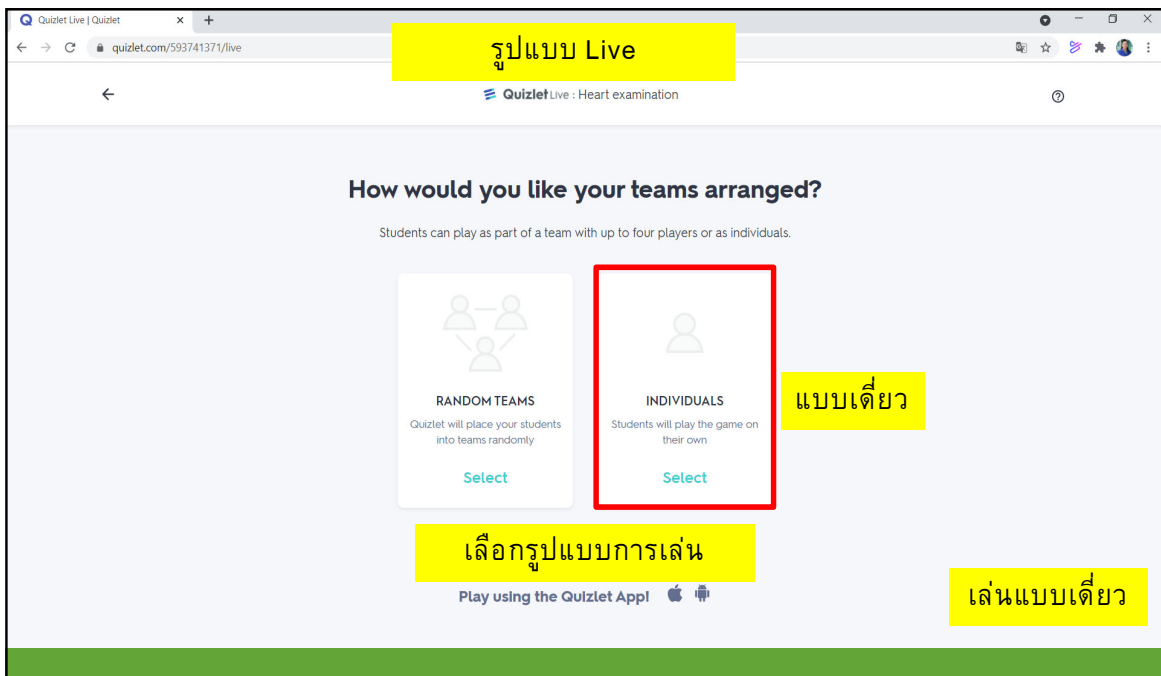 Quizlet Live | Quizlet
quizlet.com/593741371/live
รูปแบบ Live
Quizlet Live : Heart examination
How would you like your teams arranged?
Students can play as part of a team with up to four players or as individuals.
RANDOM TEAMS
Quizlet will place your students
into teams randomly
Select
INDIVIDUALS
Students will play the game on
their own
Select
แบบเดี่ยว
เลือกรูปแบบการเล่น
Play using the Quizlet App!
เล่นแบบเดี่ยว